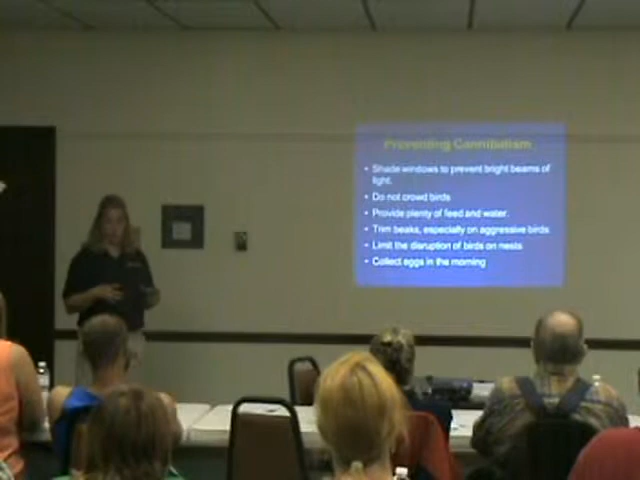 Preventing Cannibalism
• Shade windows to prevent bright beams of
light.
• Do not crowd birds
• Provide plenty of feed and water.
• Trim beaks, especially on aggressive birds
• Limit the disruption of birds on nests
• Collect eggs in the morning